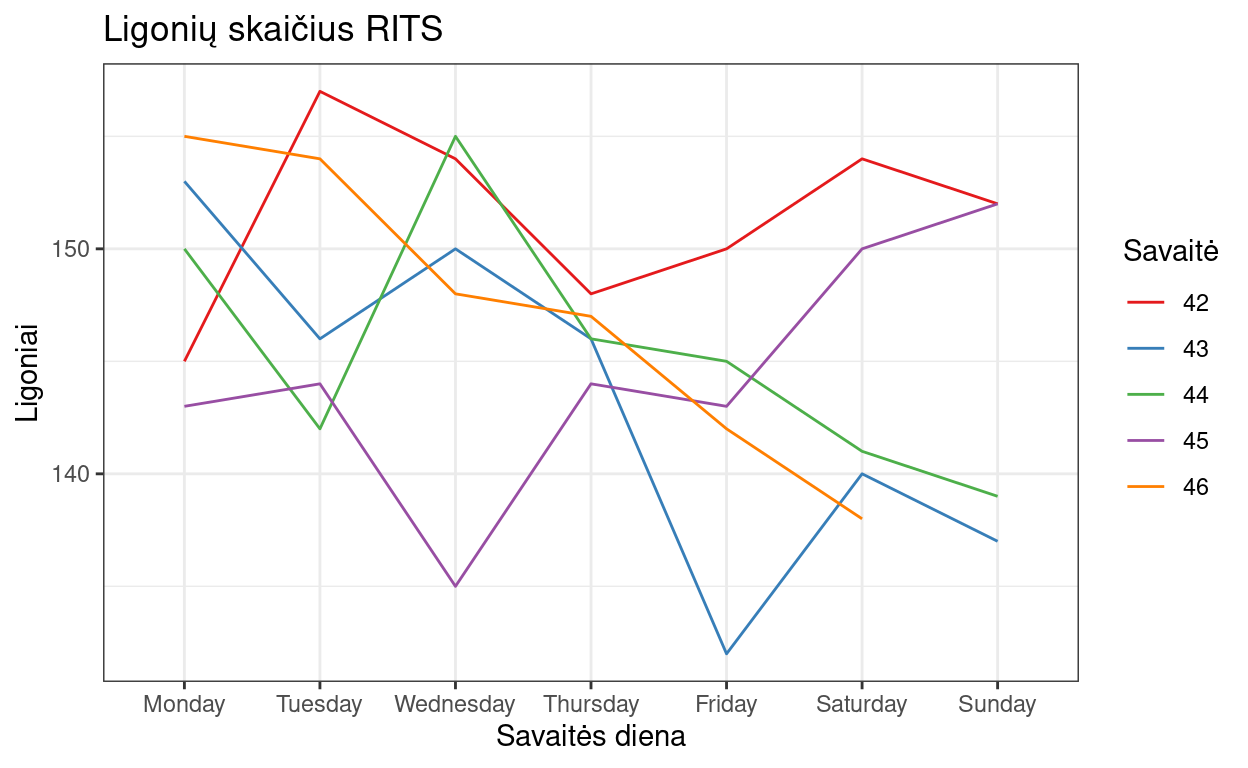 Ligonių skaičius RITS
Ligoniai
150
140
Monday Tuesday Wednesday Thursday Friday Saturday Sunday
Savaitės diena
Savaitė
42
43
44
45
46